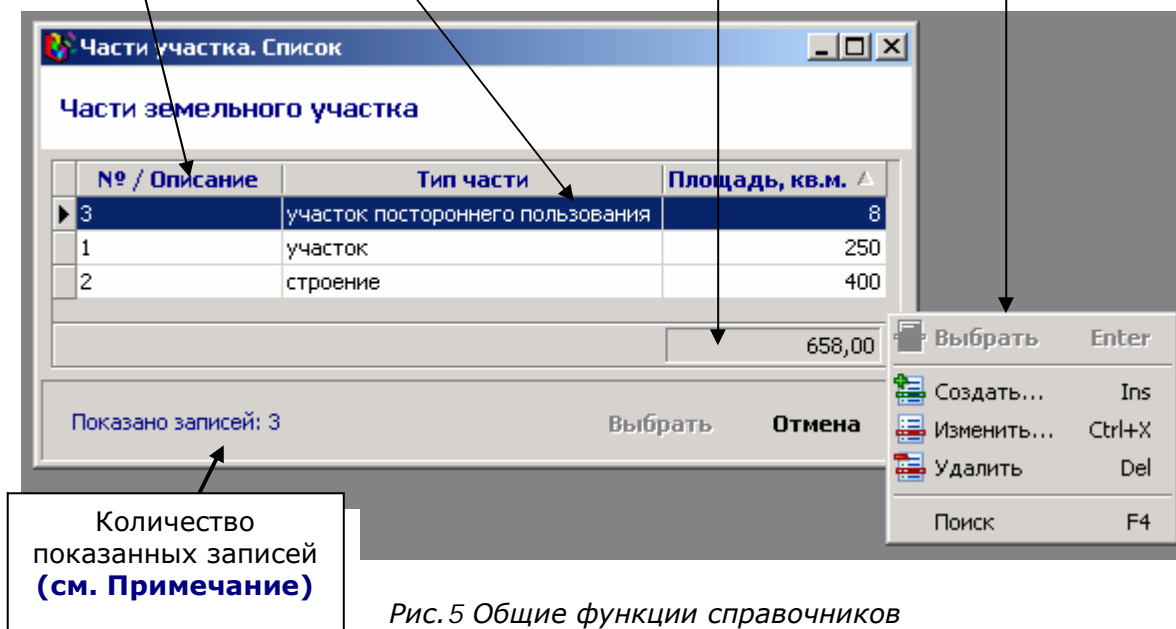 Части участка. Список
Части земельного участка
№ / Описание Тип части Площадь, кв.м.
3 участок постороннего пользования 8
1 участок 250
2 строение 400
658,00
Показано записей: 3 Выбрать Отмена
Выбрать Enter
Создать... Ins
Изменить... Ctrl+X
Удалить Del
Поиск F4
Количество
показанных записей
(см. Примечание)
Рис.5 Общие функции справочников